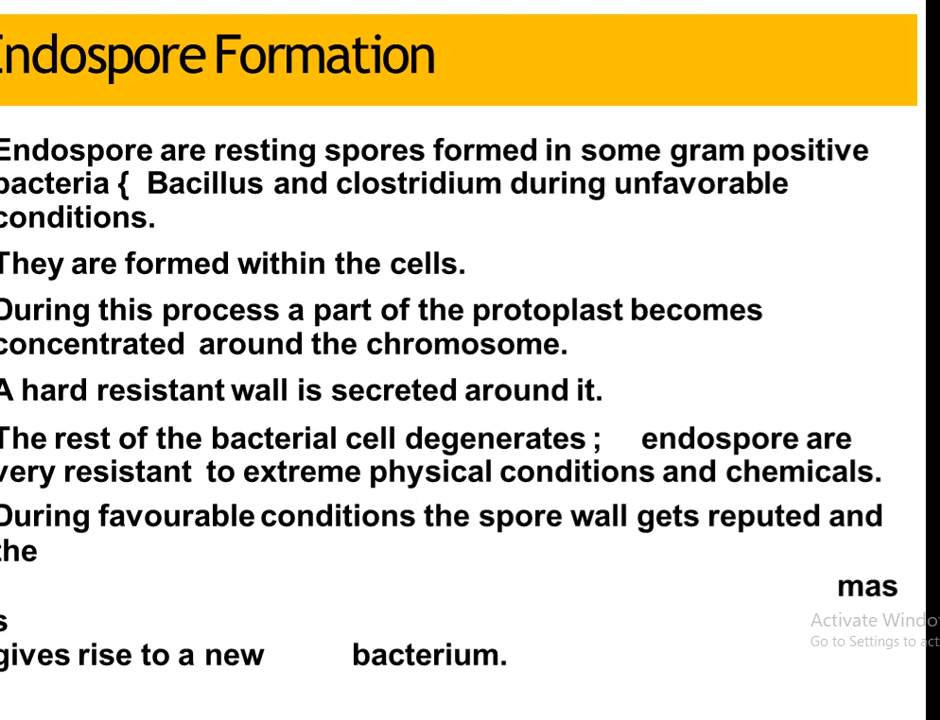 Endospore Formation
Endospore are resting spores formed in some gram positive
bacteria { Bacillus and clostridium during unfavorable
conditions.
They are formed within the cells.
During this process a part of the protoplast becomes
concentrated around the chromosome.
A hard resistant wall is secreted around it.
The rest of the bacterial cell degenerates ; endospore are
very resistant to extreme physical conditions and chemicals.
During favourable conditions the spore wall gets reputed and
the
mas
s
gives rise to a new bacterium.
Activate Windo
Go to Settings to act